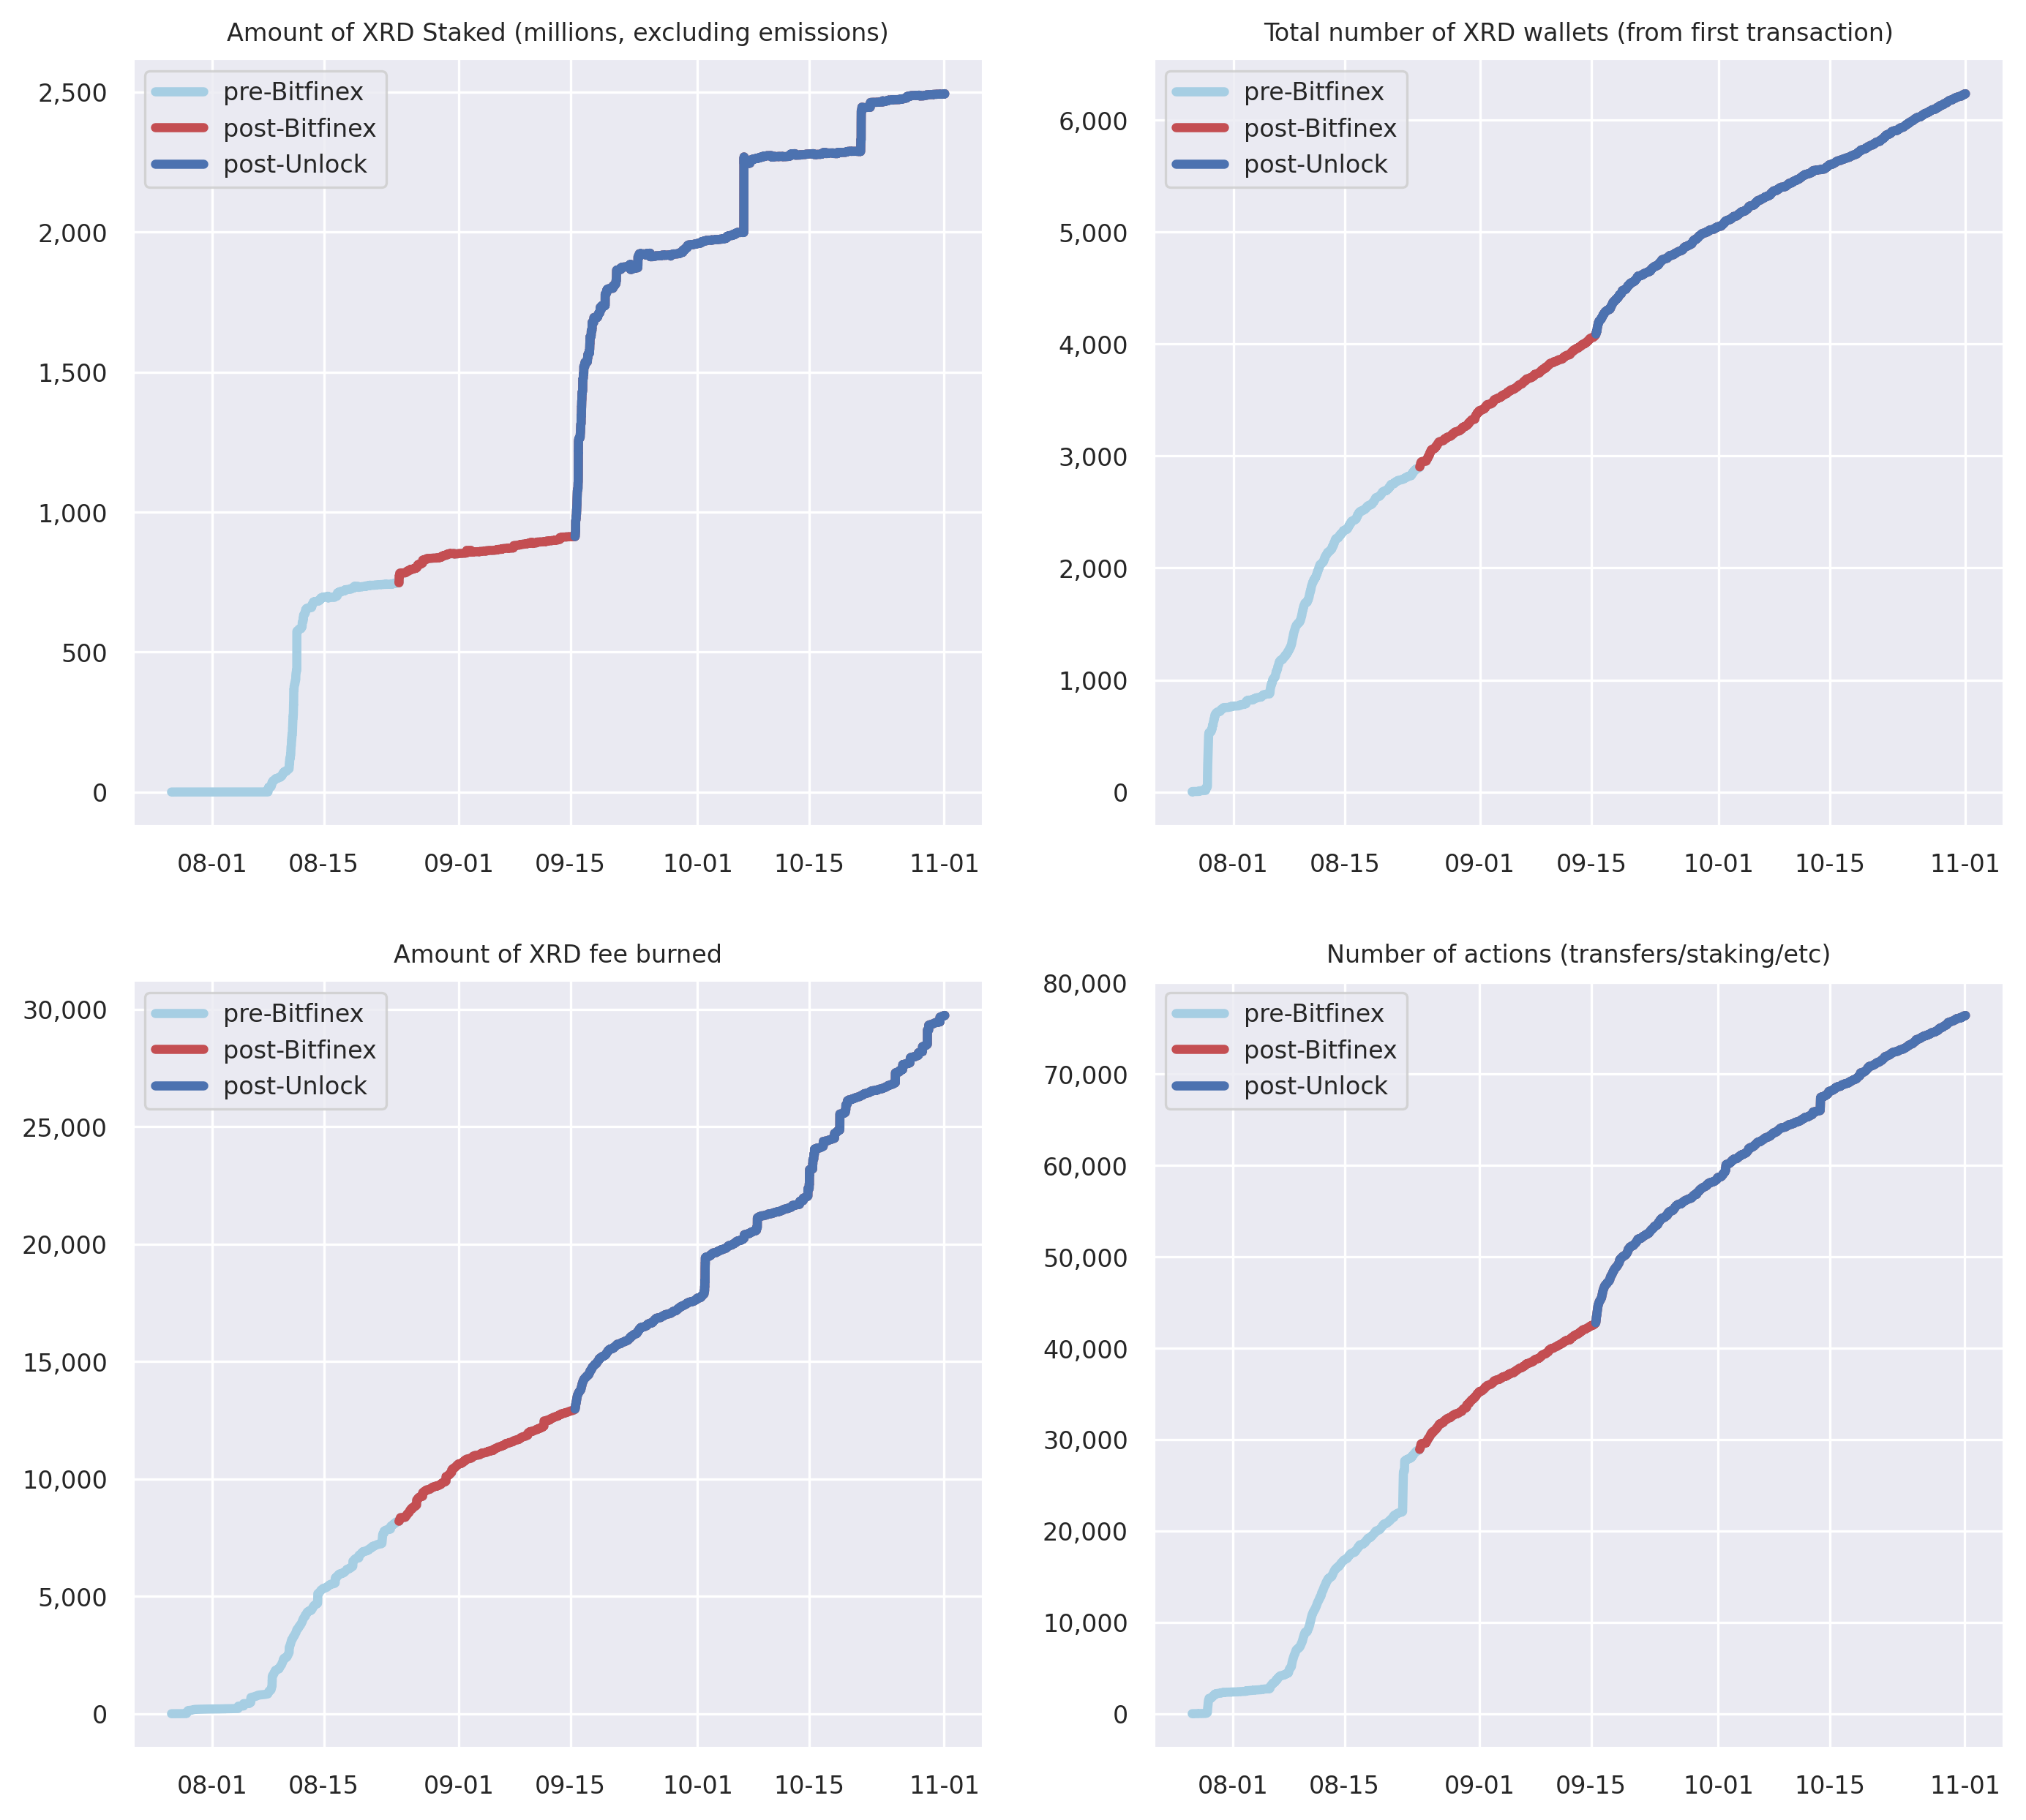 Amount of XRD Staked (millions, excluding emissions)
pre-Bitfinex
post-Bitfinex
post-Unlock
2,500
2,000
1,500
1,000
500
0
08-01 08-15 09-01 09-15 10-01 10-15 11-01
Total number of XRD wallets (from first transaction)
pre-Bitfinex
post-Bitfinex
post-Unlock
6,000
5,000
4,000
3,000
2,000
1,000
0
08-01 08-15 09-01 09-15 10-01 10-15 11-01
Amount of XRD fee burned
pre-Bitfinex
post-Bitfinex
post-Unlock
30,000
25,000
20,000
15,000
10,000
5,000
0
08-01 08-15 09-01 09-15 10-01 10-15 11-01
Number of actions (transfers/staking/etc)
pre-Bitfinex
post-Bitfinex
post-Unlock
80,000
70,000
60,000
50,000
40,000
30,000
20,000
10,000
0
08-01 08-15 09-01 09-15 10-01 10-15 11-01